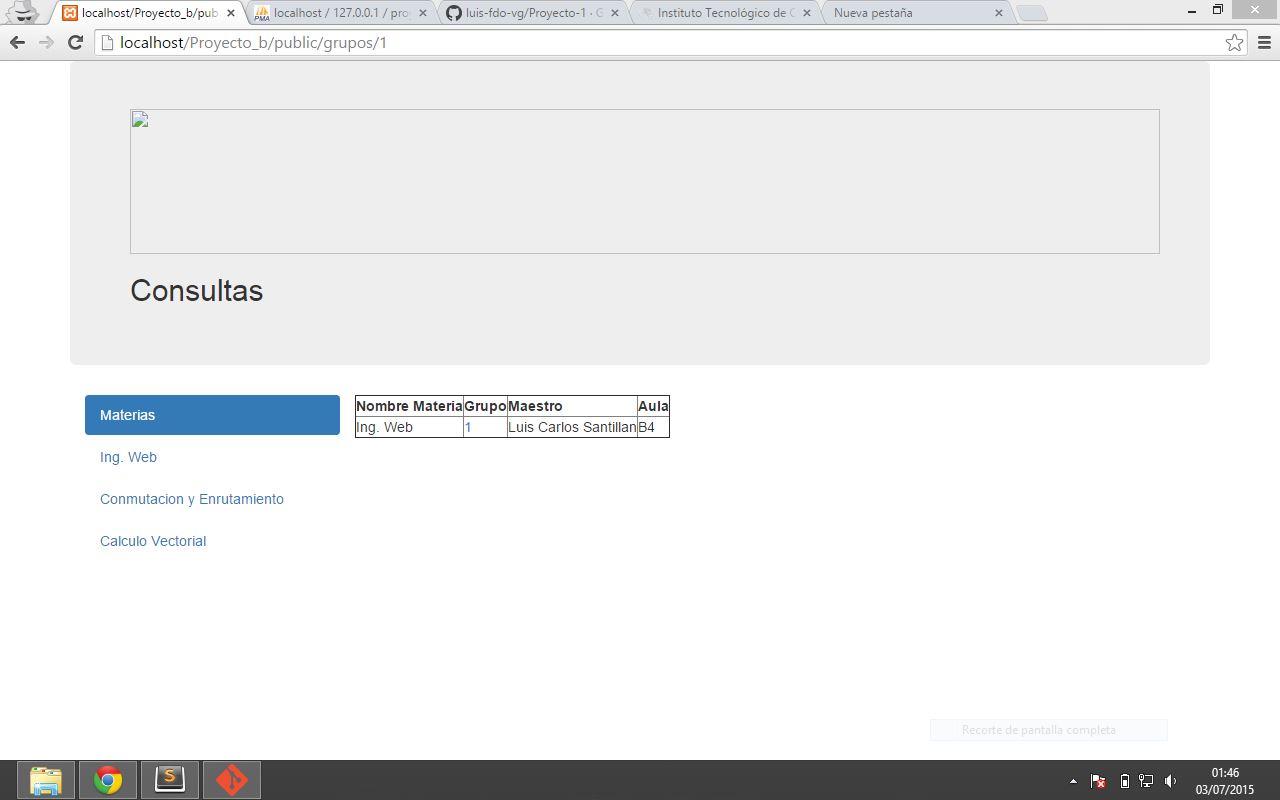 localhost/Proyecto_b/pub
localhost / 127.0.0.1 / pro
luis-fdo-vg/Proyecto-1 · G
Instituto Tecnológico de C
Nueva pestaña
localhost/Proyecto_b/public/grupos/1
Consultas
Materias
Ing. Web
Conmutacion y Enrutamiento
Calculo Vectorial
Nombre Materia Grupo Maestro Aula
Ing. Web 1 Luis Carlos Santillan B4
Recorte de pantalla completa
01:46
03/07/2015